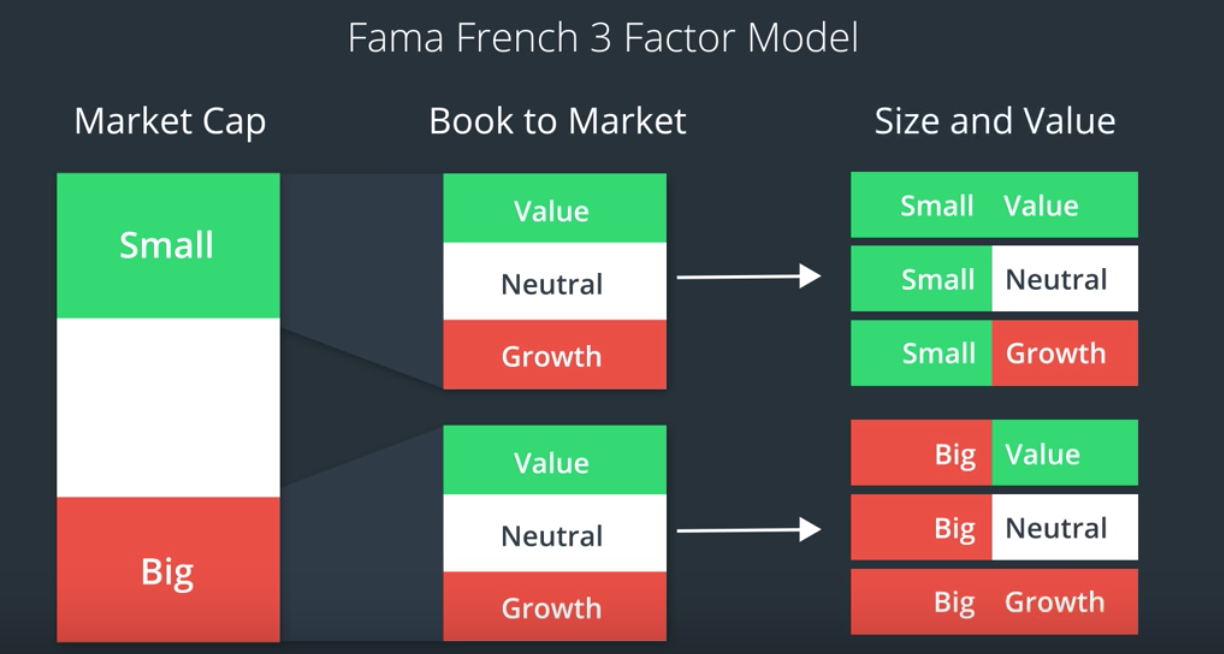 Fama French 3 Factor Model
Market Cap
Book to Market
Size and Value
Small
Big
Value
Neutral
Growth
Value
Neutral
Growth
Small Value
Small Neutral
Small Growth
Big Value
Big Neutral
Big Growth